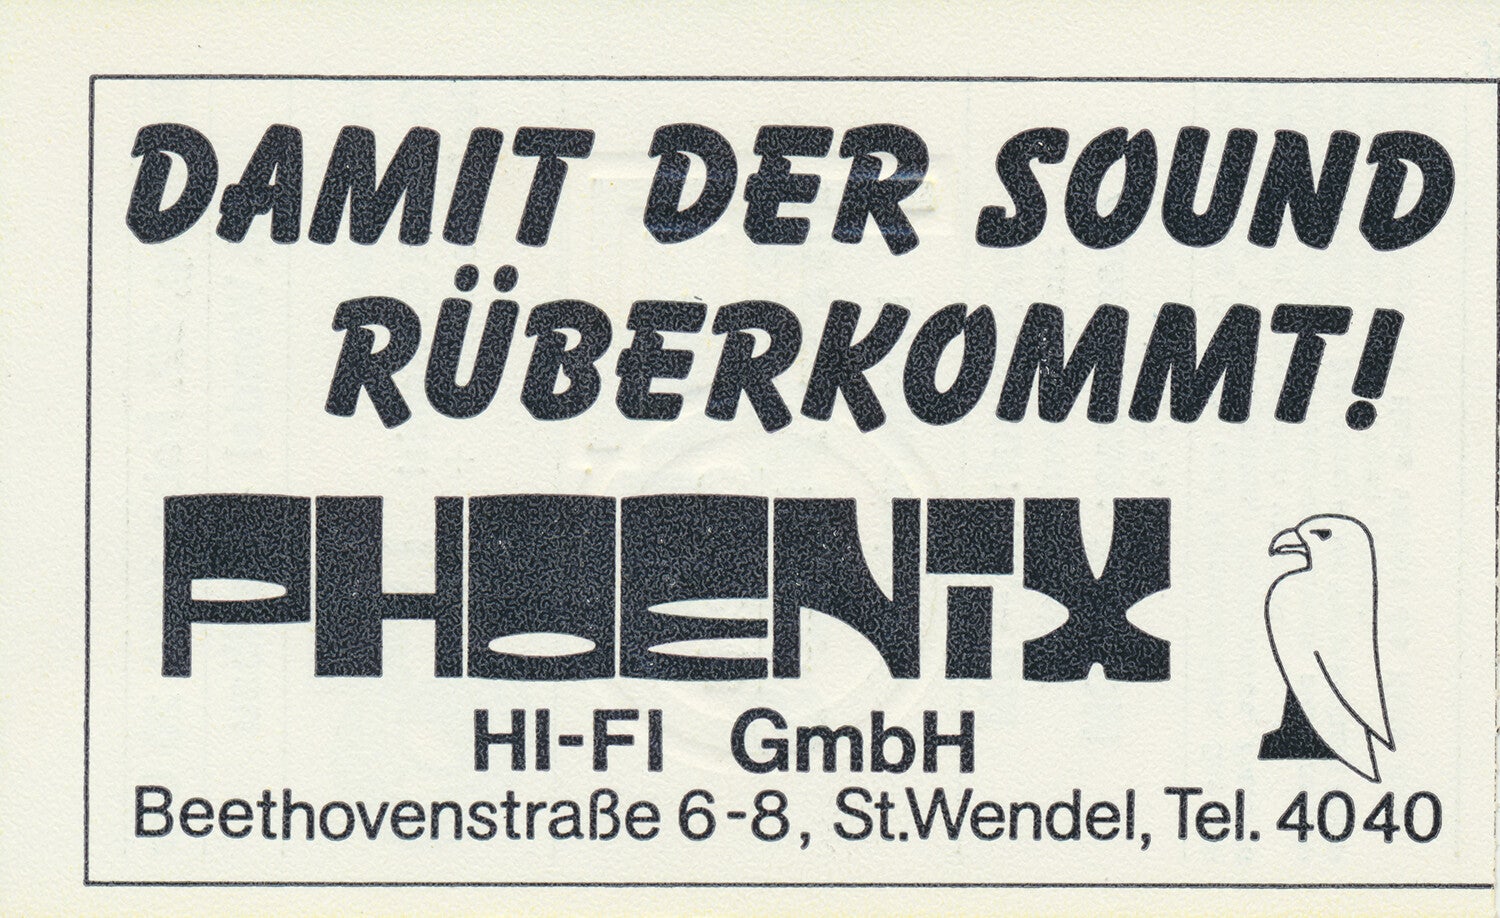 DAMIT DER SOUND
RÜBERKOMMT!
PHOENIX
HI-FI GmbH
Beethovenstraße 6-8, St.Wendel, Tel. 4040